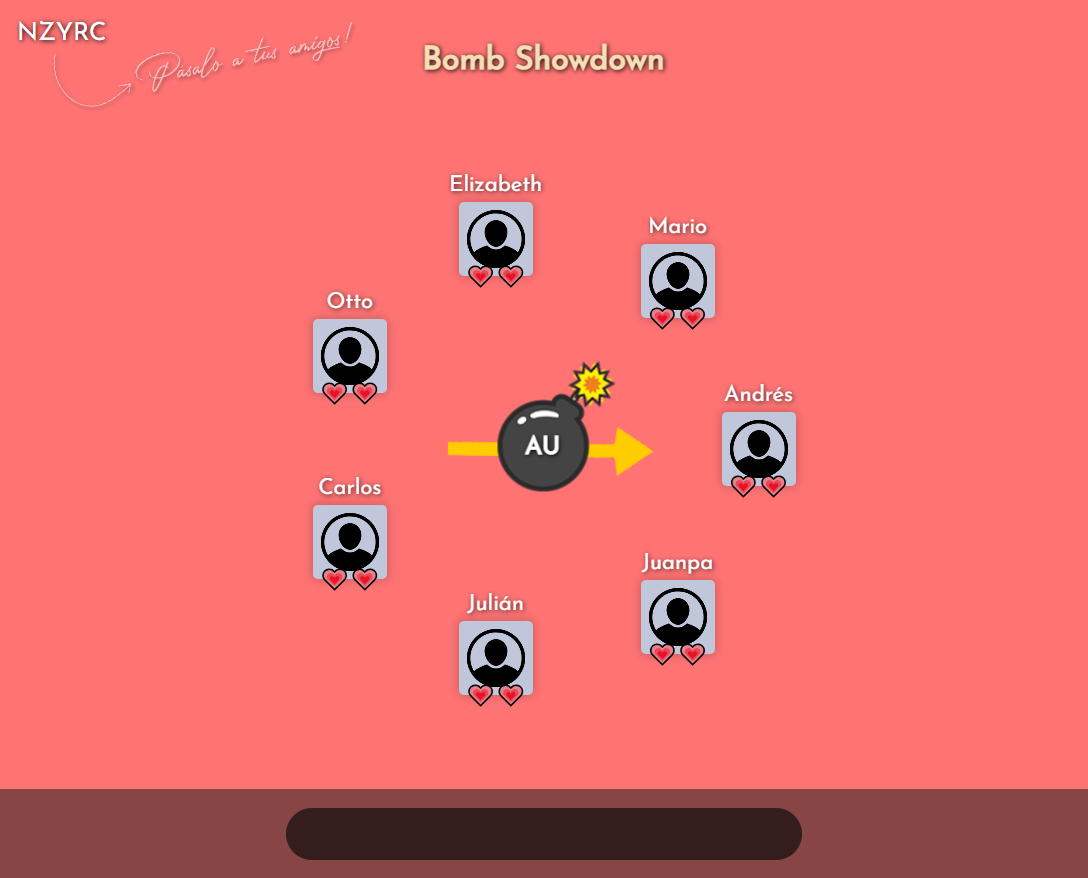 NZYRC
Pásalo a tus amigos!
Bomb Showdown
Elizabeth
Mario
Otto
Andrés
AU
Carlos
Juanpa
Julián